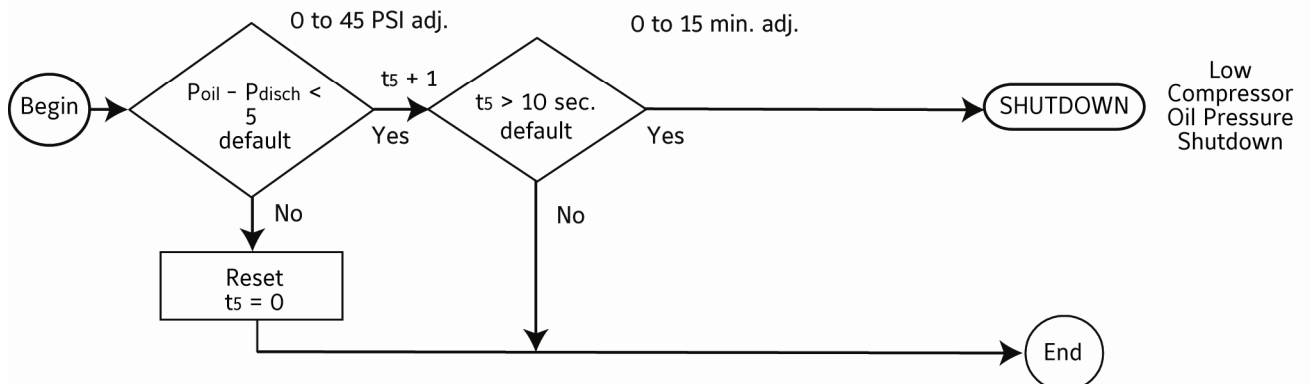 0 to 45 PSI adj.
0 to 15 min. adj.
Begin
Poil - Pdisch <
5
default
t5 + 1
Yes
t5 > 10 sec.
default
Yes
SHUTDOWN
Low
Compressor
Oil Pressure
Shutdown
No
No
Reset
t5 = 0
End